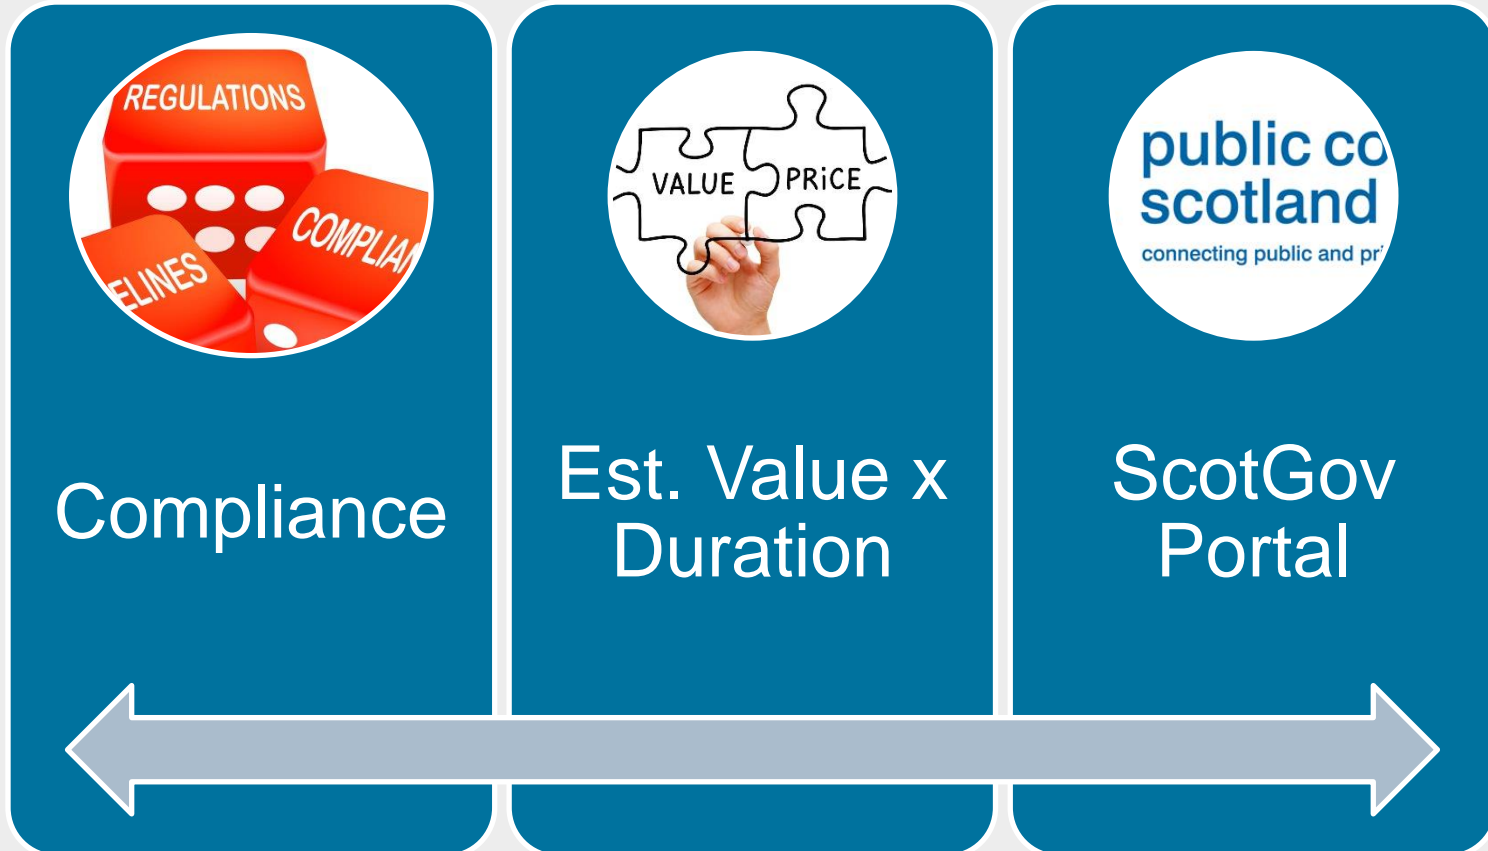 REGULATIONS
COMPLIAN
ELINES
VALUE
PRiCE
public co
scotland
connecting public and pr
Compliance
Est. Value x
Duration
ScotGov
Portal